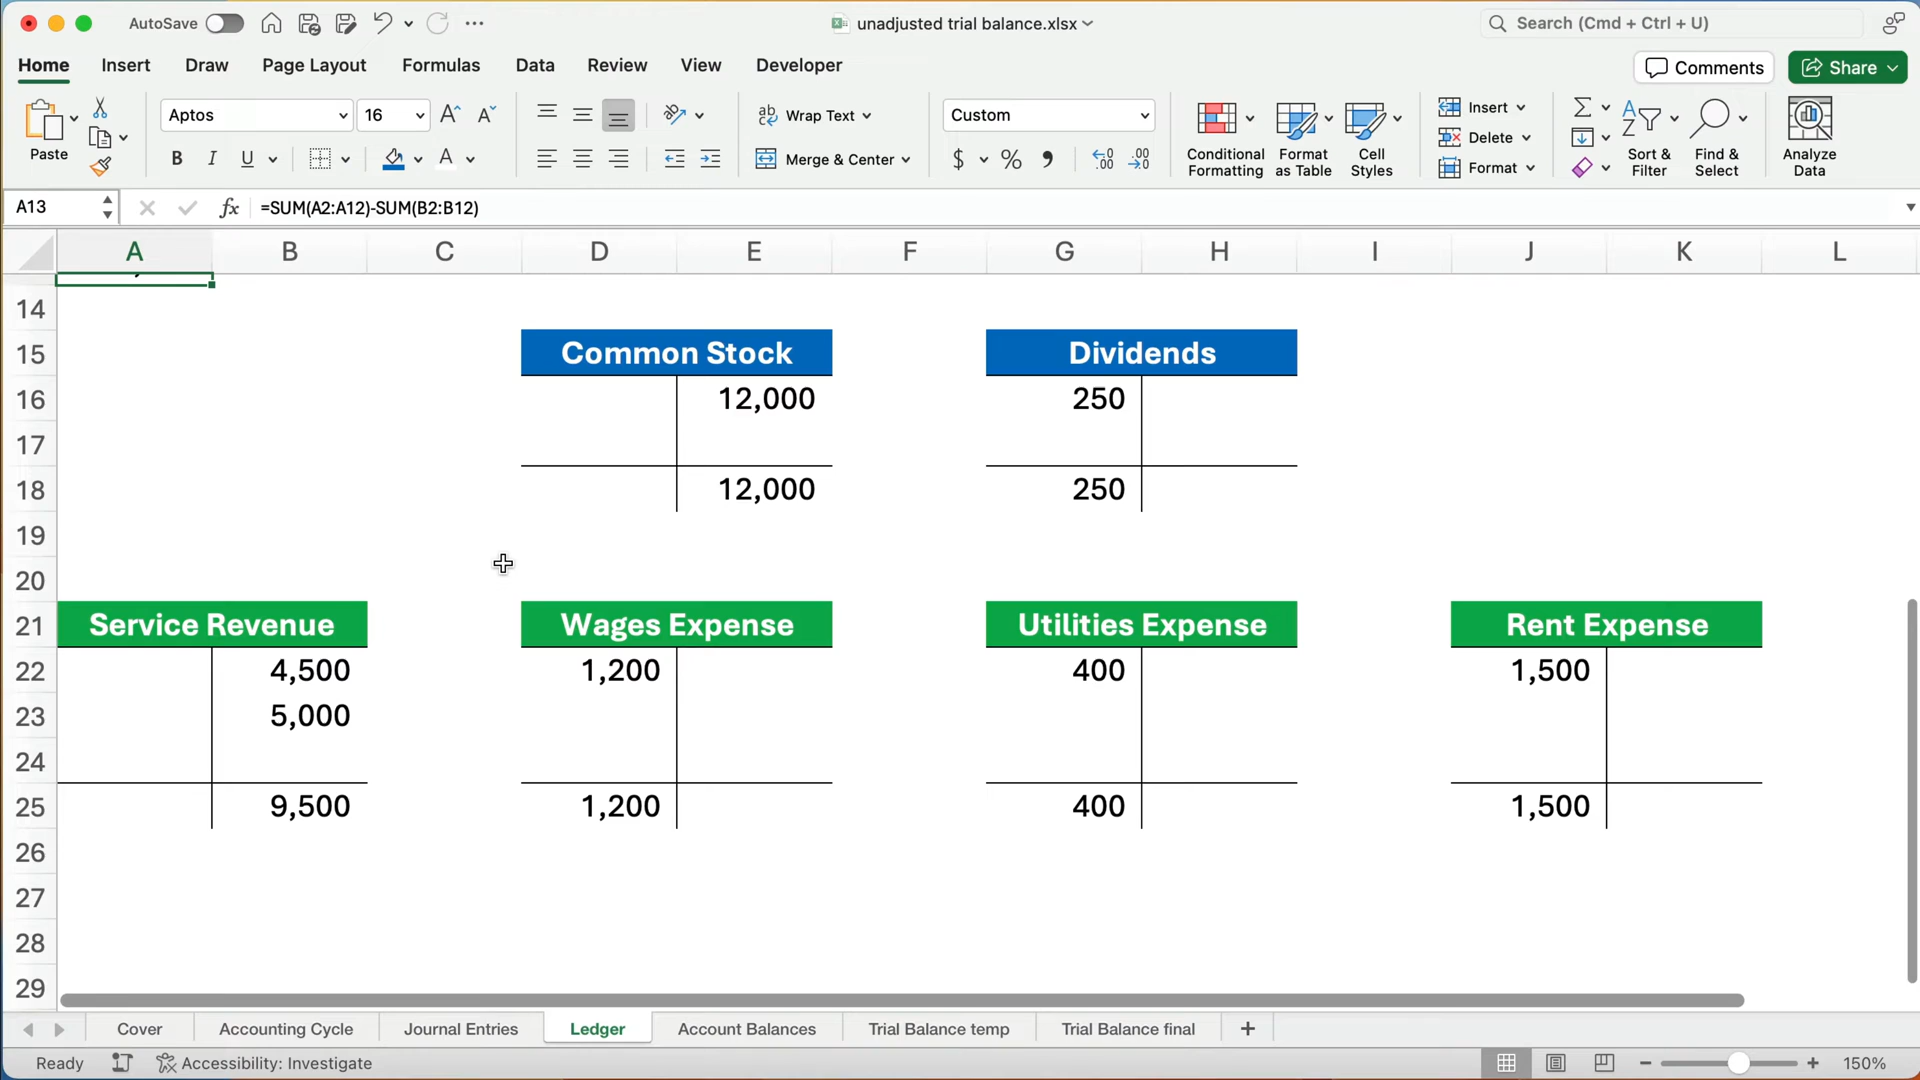 AutoSave
unadjusted trial balance.xlsx
Search (Cmd + Ctrl + U)
Home Insert Draw Page Layout Formulas Data Review View Developer
Comments Share
Paste
Aptos 16
B I U A
Wrap Text
Merge & Center
Custom
$ % 9
Conditional Formatting
Format as Table
Cell Styles
Insert
Delete
Format
Sort & Filter
Find & Select
Analyze Data
A13 fx =SUM(A2:A12)-SUM(B2:B12)
A B C D E F G H I J K L
14
15 Common Stock Dividends
16 12,000 250
17
18 12,000 250
19
20
21 Service Revenue Wages Expense Utilities Expense Rent Expense
22 4,500 1,200 400 1,500
23 5,000
24
25 9,500 1,200 400 1,500
26
27
28
29
Cover Accounting Cycle Journal Entries Ledger Account Balances Trial Balance temp Trial Balance final +
Ready Accessibility: Investigate 150%